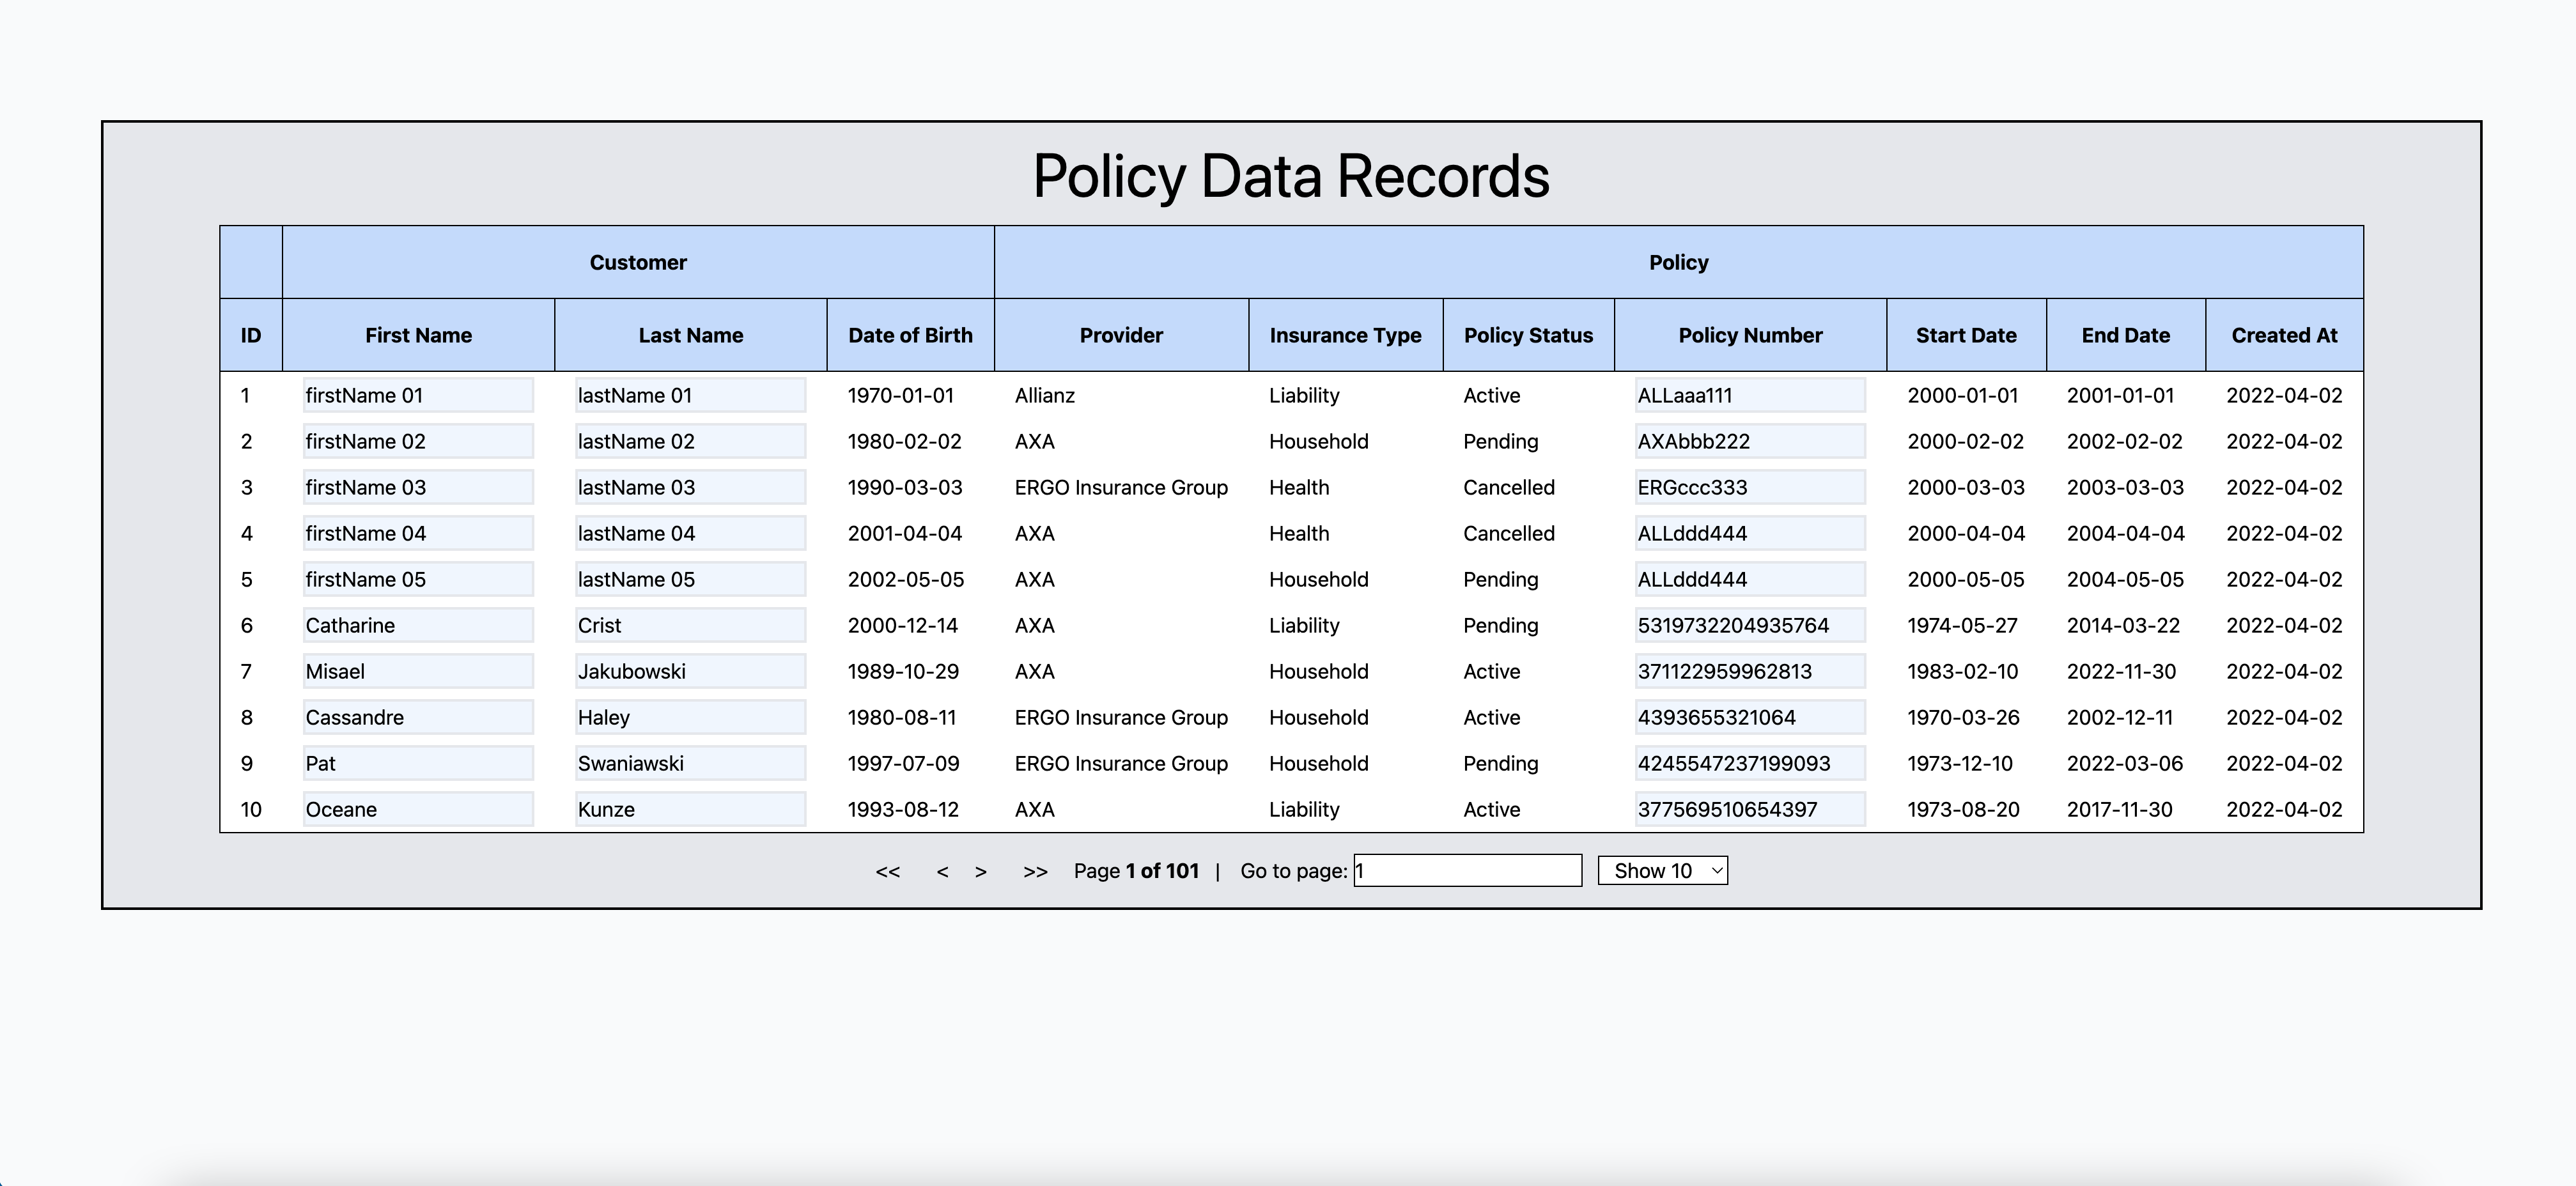 Policy Data Records
Customer Policy
ID First Name Last Name Date of Birth Provider Insurance Type Policy Status Policy Number Start Date End Date Created At
1 firstName 01 lastName 01 1970-01-01 Allianz Liability Active ALLaaa111 2000-01-01 2001-01-01 2022-04-02
2 firstName 02 lastName 02 1980-02-02 AXA Household Pending AXAbbb222 2000-02-02 2002-02-02 2022-04-02
3 firstName 03 lastName 03 1990-03-03 ERGO Insurance Group Health Cancelled ERGccc333 2000-03-03 2003-03-03 2022-04-02
4 firstName 04 lastName 04 2001-04-04 AXA Health Cancelled ALLddd444 2000-04-04 2004-04-04 2022-04-02
5 firstName 05 lastName 05 2002-05-05 AXA Household Pending ALLddd444 2000-05-05 2004-05-05 2022-04-02
6 Catharine Crist 2000-12-14 AXA Liability Pending 5319732204935764 1974-05-27 2014-03-22 2022-04-02
7 Misael Jakubowski 1989-10-29 AXA Household Active 371122959962813 1983-02-10 2022-11-30 2022-04-02
8 Cassandre Haley 1980-08-11 ERGO Insurance Group Household Active 4393655321064 1970-03-26 2002-12-11 2022-04-02
9 Pat Swaniawski 1997-07-09 ERGO Insurance Group Household Pending 4245547237199093 1973-12-10 2022-03-06 2022-04-02
10 Oceane Kunze 1993-08-12 AXA Liability Active 377569510654397 1973-08-20 2017-11-30 2022-04-02
<< < > >> Page 1 of 101 | Go to page: 1 Show 10